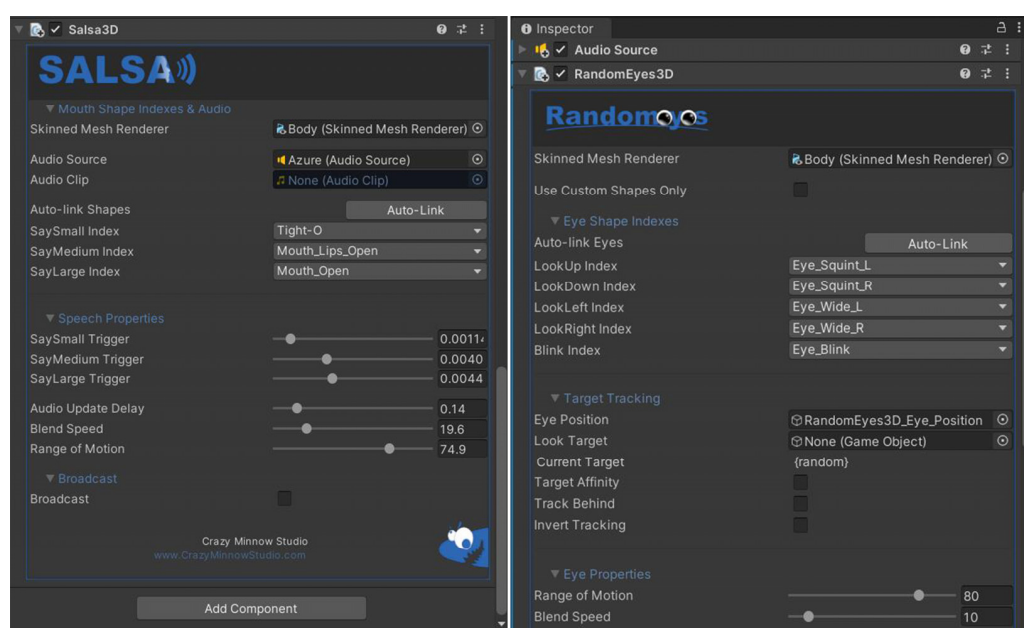 Salsa3D
SALSA
Mouth Shape Indexes & Audio
Skinned Mesh Renderer Body (Skinned Mesh Renderer)
Audio Source Azure (Audio Source)
Audio Clip None (Audio Clip)
Auto-link Shapes Auto-Link
SaySmall Index Tight-O
SayMedium Index Mouth_Lips_Open
SayLarge Index Mouth_Open
Speech Properties
SaySmall Trigger 0.00114
SayMedium Trigger 0.0040
SayLarge Trigger 0.0044
Audio Update Delay 0.14
Blend Speed 19.6
Range of Motion 74.9
Broadcast
Broadcast
Crazy Minnow Studio
www.CrazyMinnowStudio.com
Add Component
Inspector
Audio Source
RandomEyes3D
RandomEyes
Skinned Mesh Renderer Body (Skinned Mesh Renderer)
Use Custom Shapes Only
Eye Shape Indexes
Auto-link Eyes Auto-Link
LookUp Index Eye_Squint_L
LookDown Index Eye_Squint_R
LookLeft Index Eye_Wide_L
LookRight Index Eye_Wide_R
Blink Index Eye_Blink
Target Tracking
Eye Position RandomEyes3D_Eye_Position
Look Target None (Game Object)
Current Target {random}
Target Affinity
Track Behind
Invert Tracking
Eye Properties
Range of Motion 80
Blend Speed 10